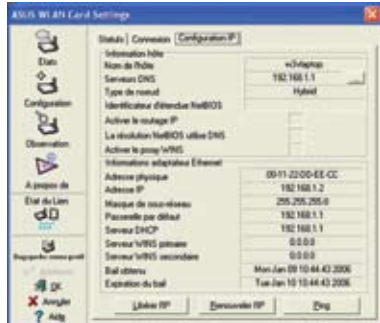 ASUS WLAN Card Settings
Statuts | Connexion | Configuration IP
Information hôte
Nom de l'hôte w3vlaptop
Serveurs DNS 192.168.1.1 ...
Type de noeud Hybrid
Identificateur d'étendue NetBIOS
Activer le routage IP
La résolution NetBIOS utilise DNS
Activer le proxy WINS
Informations adaptateur Ethernet
Adresse physique 00-11-22-DD-EE-CC
Adresse IP 192.168.1.2
Masque de sous-réseau 255.255.255.0
Passerelle par défaut 192.168.1.1
Serveur DHCP 192.168.1.1
Serveur WINS primaire 0.0.0.0
Serveur WINS secondaire 0.0.0.0
Bail obtenu Mon Jan 09 10:44:43 2006
Expiration du bail Tue Jan 10 10:44:43 2006
Libérer IP Renouveler IP Ping
Etats
Configuration
Observation
A propos de
Etat du Lien
OK
Annuler
Aide